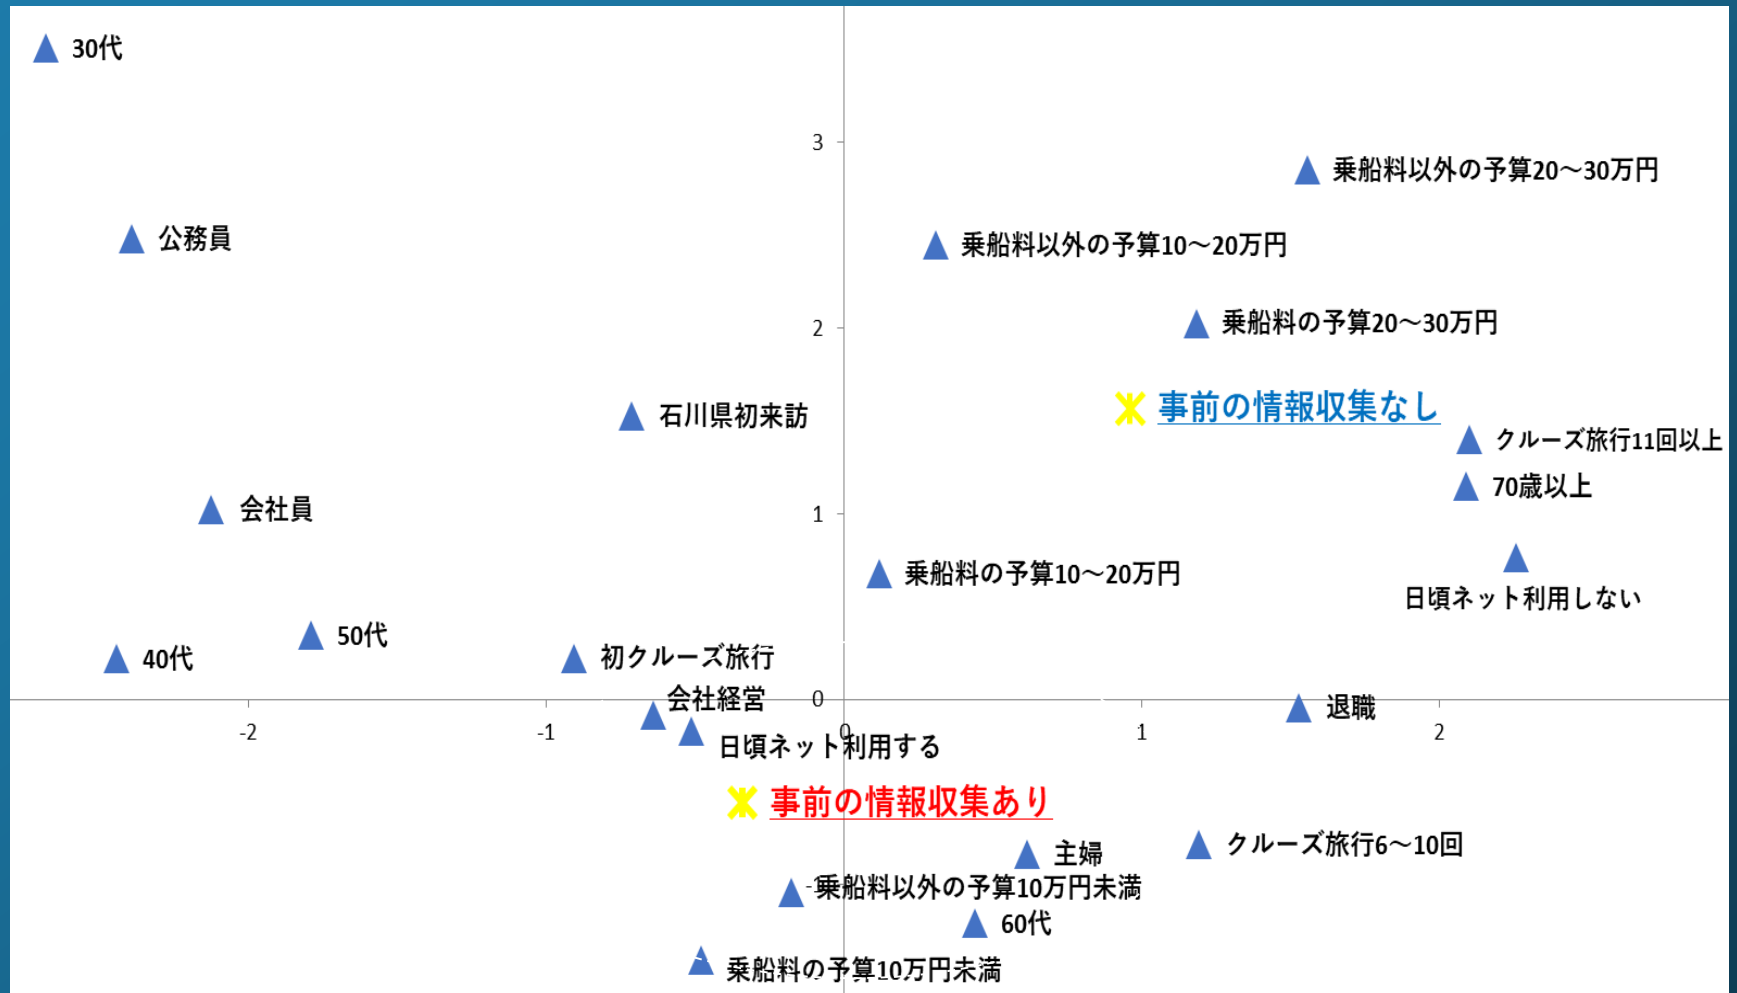 30代
3
乗船料以外の予算20～30万円
公務員
乗船料以外の予算10～20万円
2
乗船料の予算20～30万円
事前の情報収集なし
石川県初来訪
クルーズ旅行11回以上
70歳以上
会社員
1
乗船料の予算10～20万円
日頃ネット利用しない
50代
40代
初クルーズ旅行
会社経営
0
退職
-2
-1
0
1
2
日頃ネット利用する
事前の情報収集あり
クルーズ旅行6～10回
主婦
-1
乗船料以外の予算10万円未満
60代
乗船料の予算10万円未満